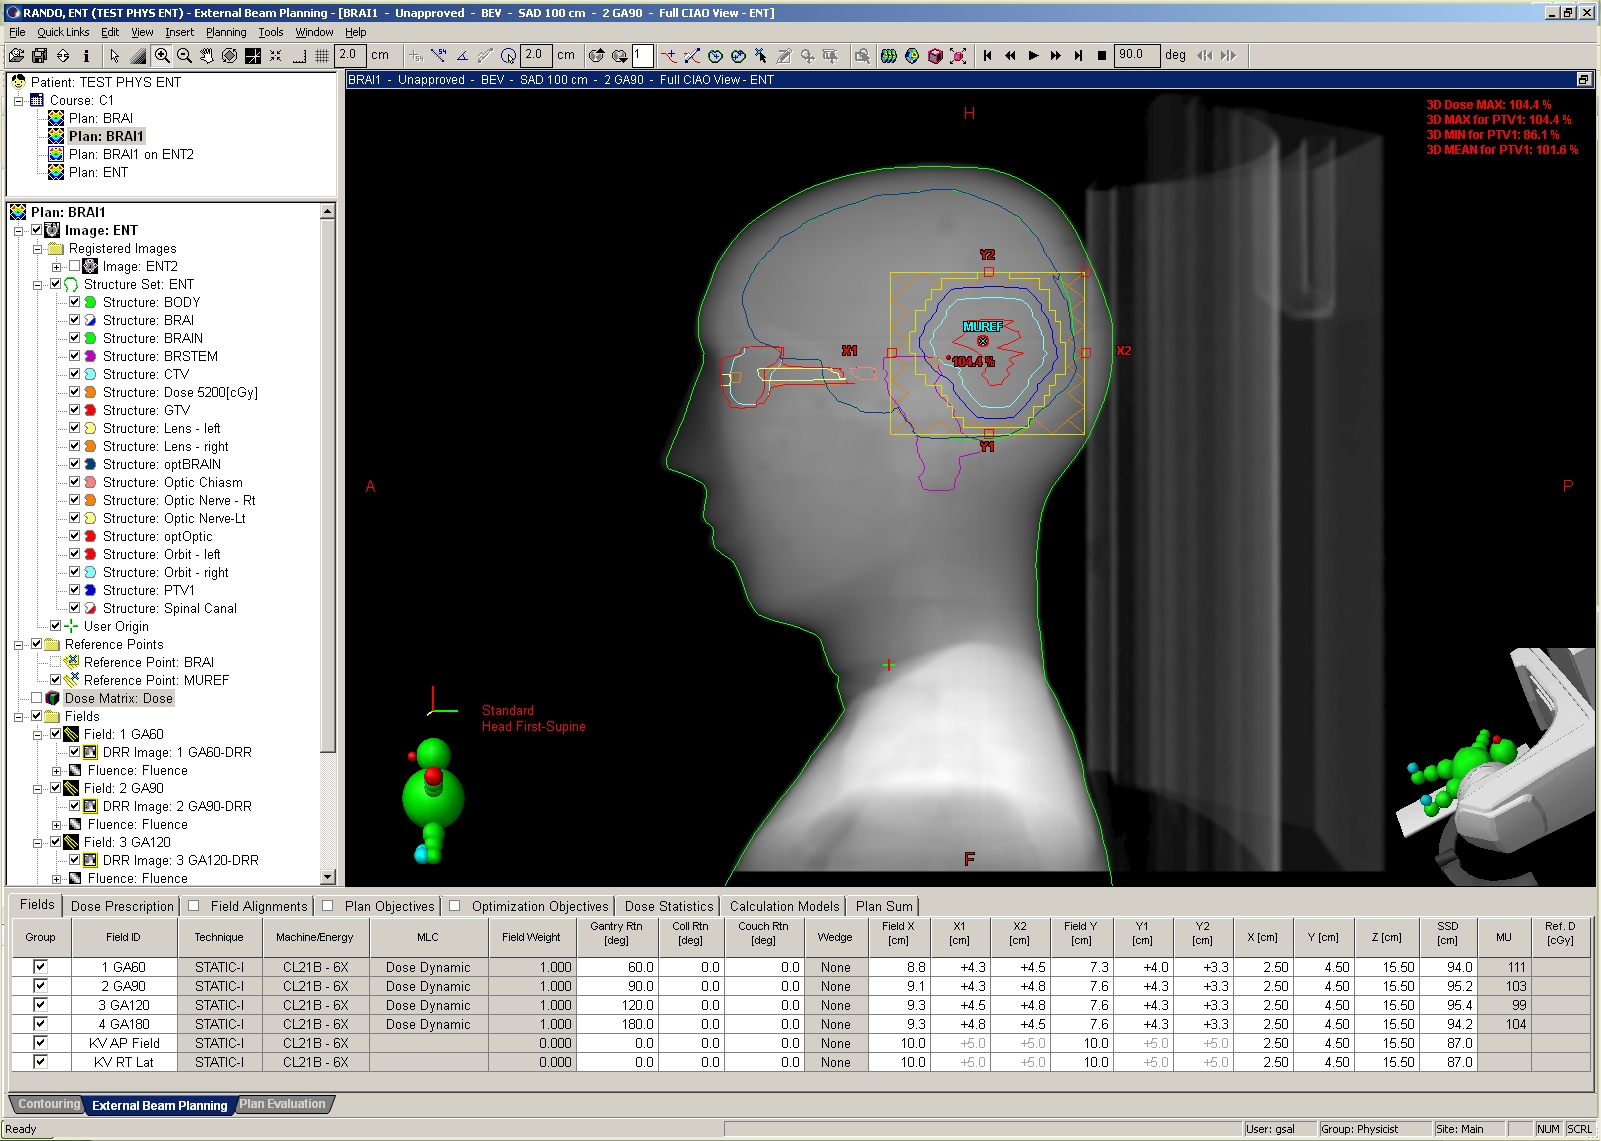 RANDO, ENT (TEST PHYS ENT) - External Beam Planning - [BRAI1 - Unapproved - BEV - SAD 100 cm - 2 GA90 - Full CIAO View - ENT]
File Quick Links Edit View Insert Planning Tools Window Help
2.0 cm 2.0 cm 1 90.0 deg
Patient: TEST PHYS ENT
Course: C1
Plan: BRAI
Plan: BRAI1
Plan: BRAI1 on ENT2
Plan: ENT
Plan: BRAI1
Image: ENT
Registered Images
Image: ENT2
Structure Set: ENT
Structure: BODY
Structure: BRAI
Structure: BRAIN
Structure: BRSTEM
Structure: CTV
Structure: Dose 5200[cGy]
Structure: GTV
Structure: Lens - left
Structure: Lens - right
Structure: optBRAIN
Structure: Optic Chiasm
Structure: Optic Nerve - Rt
Structure: Optic Nerve-Lt
Structure: optOptic
Structure: Orbit - left
Structure: Orbit - right
Structure: PTV1
Structure: Spinal Canal
User Origin
Reference Points
Reference Point: BRAI
Reference Point: MUREF
Dose Matrix: Dose
Fields
Field: 1 GA60
DRR Image: 1 GA60-DRR
Fluence: Fluence
Field: 2 GA90
DRR Image: 2 GA90-DRR
Fluence: Fluence
Field: 3 GA120
DRR Image: 3 GA120-DRR
Fluence: Fluence
BRAI1 - Unapproved - BEV - SAD 100 cm - 2 GA90 - Full CIAO View - ENT
3D Dose MAX: 104.4 %
3D MAX for PTV1: 104.4 %
3D MIN for PTV1: 86.1 %
3D MEAN for PTV1: 101.6 %
H
Y2
MUREF
X1
X2
104.4 %
Y1
A
P
Standard
Head First-Supine
F
Fields Dose Prescription Field Alignments Plan Objectives Optimization Objectives Dose Statistics Calculation Models Plan Sum
Group Field ID Technique Machine/Energy MLC Field Weight Gantry Rtn [deg] Coll Rtn [deg] Couch Rtn [deg] Wedge Field X [cm] X1 [cm] X2 [cm] Field Y [cm] Y1 [cm] Y2 [cm] X [cm] Y [cm] Z [cm] SSD [cm] MU Ref. D [cGy]
1 GA60 STATIC-I CL21B - 6X Dose Dynamic 1.000 60.0 0.0 0.0 None 8.8 +4.3 +4.5 7.3 +4.0 +3.3 2.50 4.50 15.50 94.0 111
2 GA90 STATIC-I CL21B - 6X Dose Dynamic 1.000 90.0 0.0 0.0 None 9.1 +4.3 +4.8 7.6 +4.3 +3.3 2.50 4.50 15.50 95.2 103
3 GA120 STATIC-I CL21B - 6X Dose Dynamic 1.000 120.0 0.0 0.0 None 9.3 +4.5 +4.8 7.6 +4.3 +3.3 2.50 4.50 15.50 95.4 99
4 GA180 STATIC-I CL21B - 6X Dose Dynamic 1.000 180.0 0.0 0.0 None 9.3 +4.8 +4.5 7.6 +4.3 +3.3 2.50 4.50 15.50 94.2 104
KV AP Field STATIC-I CL21B - 6X 0.000 0.0 0.0 0.0 None 10.0 +5.0 +5.0 10.0 +5.0 +5.0 2.50 4.50 15.50 87.0
KV RT Lat STATIC-I CL21B - 6X 0.000 0.0 0.0 0.0 None 10.0 +5.0 +5.0 10.0 +5.0 +5.0 2.50 4.50 15.50 87.0
Contouring External Beam Planning Plan Evaluation
Ready User: gsal Group: Physicist Site: Main NUM SCRL